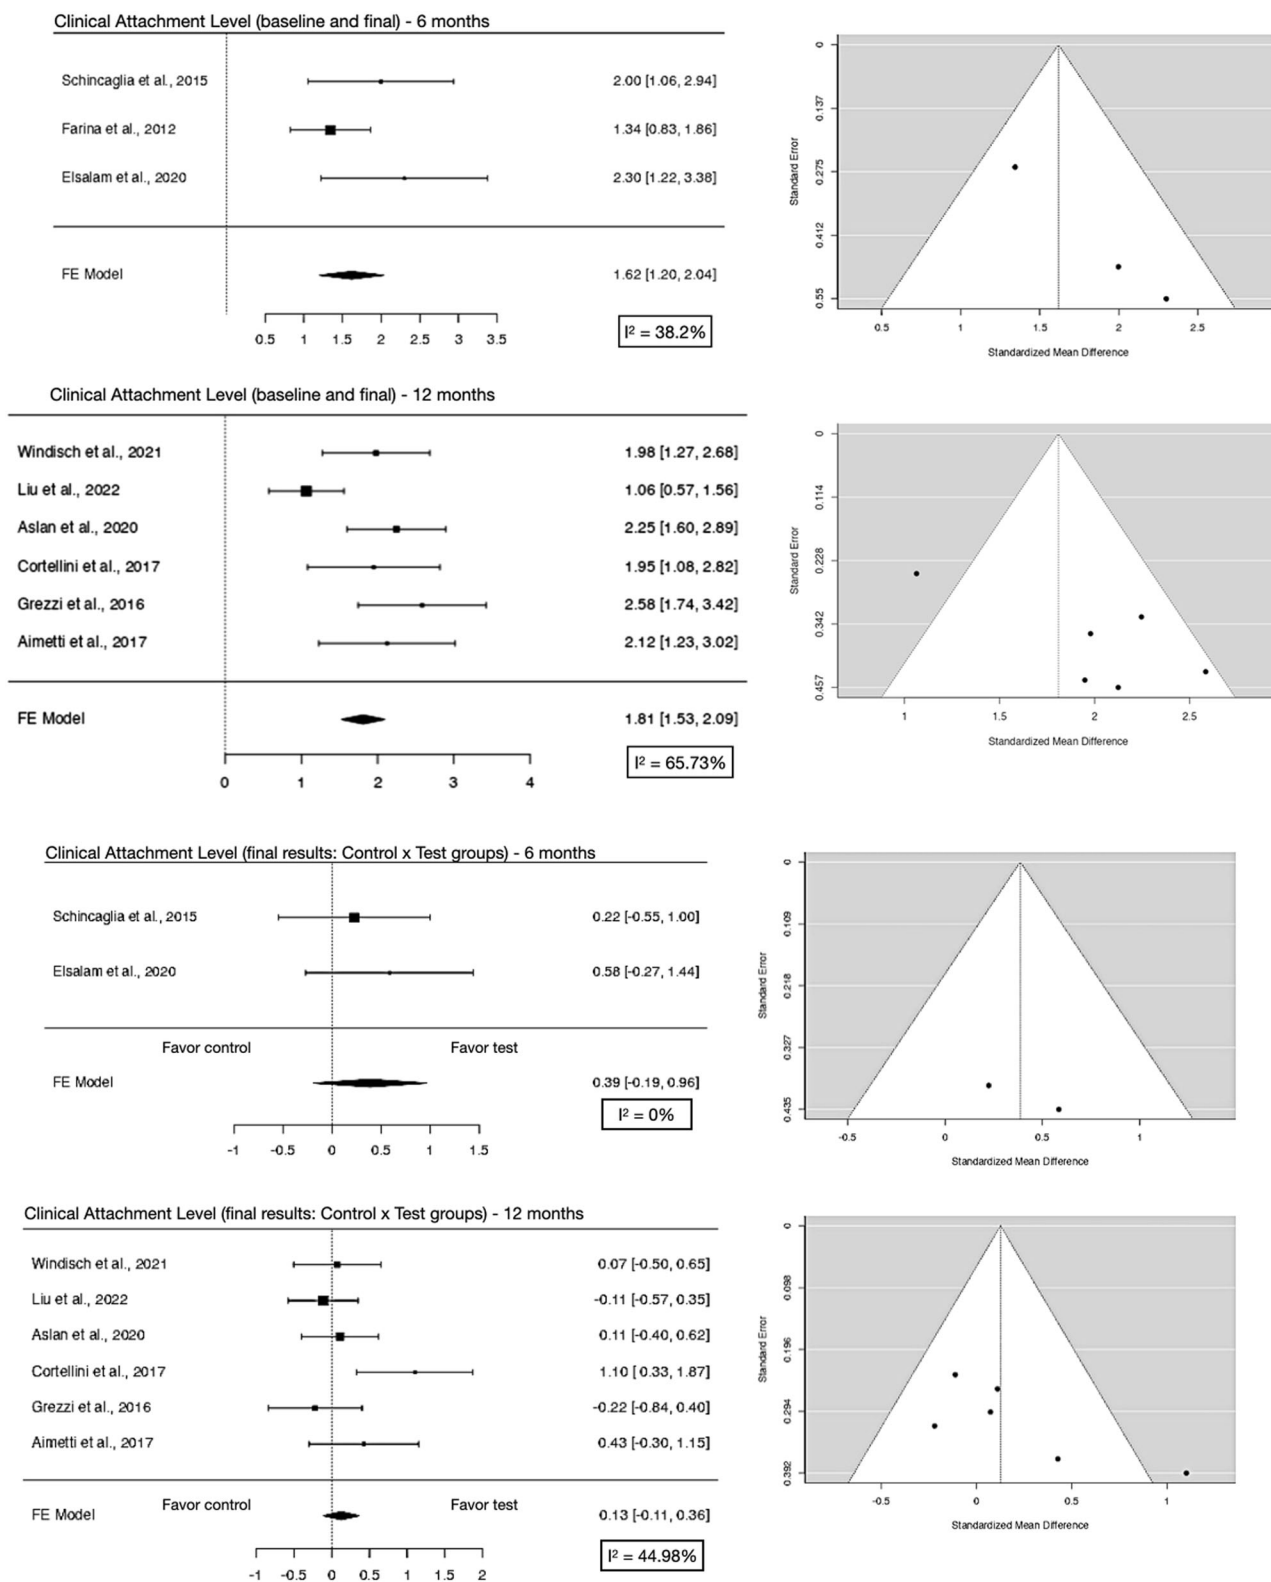 Clinical Attachment Level (baseline and final) - 6 months
Schincaglia et al., 2015 2.00 [1.06, 2.94]
Farina et al., 2012 1.34 [0.83, 1.86]
Elsalam et al., 2020 2.30 [1.22, 3.38]
FE Model 1.62 [1.20, 2.04]
0.5 1 1.5 2 2.5 3 3.5
I² = 38.2%
Standard Error
0 0.137 0.275 0.412 0.55
0.5 1 1.5 2 2.5
Standardized Mean Difference
Clinical Attachment Level (baseline and final) - 12 months
Windisch et al., 2021 1.98 [1.27, 2.68]
Liu et al., 2022 1.06 [0.57, 1.56]
Aslan et al., 2020 2.25 [1.60, 2.89]
Cortellini et al., 2017 1.95 [1.08, 2.82]
Grezzi et al., 2016 2.58 [1.74, 3.42]
Aimetti et al., 2017 2.12 [1.23, 3.02]
FE Model 1.81 [1.53, 2.09]
I² = 65.73%
0 1 2 3 4
Standard Error
0 0.114 0.228 0.342 0.457
1 1.5 2 2.5
Standardized Mean Difference
Clinical Attachment Level (final results: Control x Test groups) - 6 months
Schincaglia et al., 2015 0.22 [-0.55, 1.00]
Elsalam et al., 2020 0.58 [-0.27, 1.44]
Favor control Favor test
FE Model 0.39 [-0.19, 0.96]
I² = 0%
-1 -0.5 0 0.5 1 1.5
Standard Error
0 0.109 0.218 0.327 0.435
-0.5 0 0.5 1
Standardized Mean Difference
Clinical Attachment Level (final results: Control x Test groups) - 12 months
Windisch et al., 2021 0.07 [-0.50, 0.65]
Liu et al., 2022 -0.11 [-0.57, 0.35]
Aslan et al., 2020 0.11 [-0.40, 0.62]
Cortellini et al., 2017 1.10 [0.33, 1.87]
Grezzi et al., 2016 -0.22 [-0.84, 0.40]
Aimetti et al., 2017 0.43 [-0.30, 1.15]
Favor control Favor test
FE Model 0.13 [-0.11, 0.36]
I² = 44.98%
-1 -0.5 0 0.5 1 1.5 2
Standard Error
0 0.098 0.196 0.294 0.392
-0.5 0 0.5 1
Standardized Mean Difference